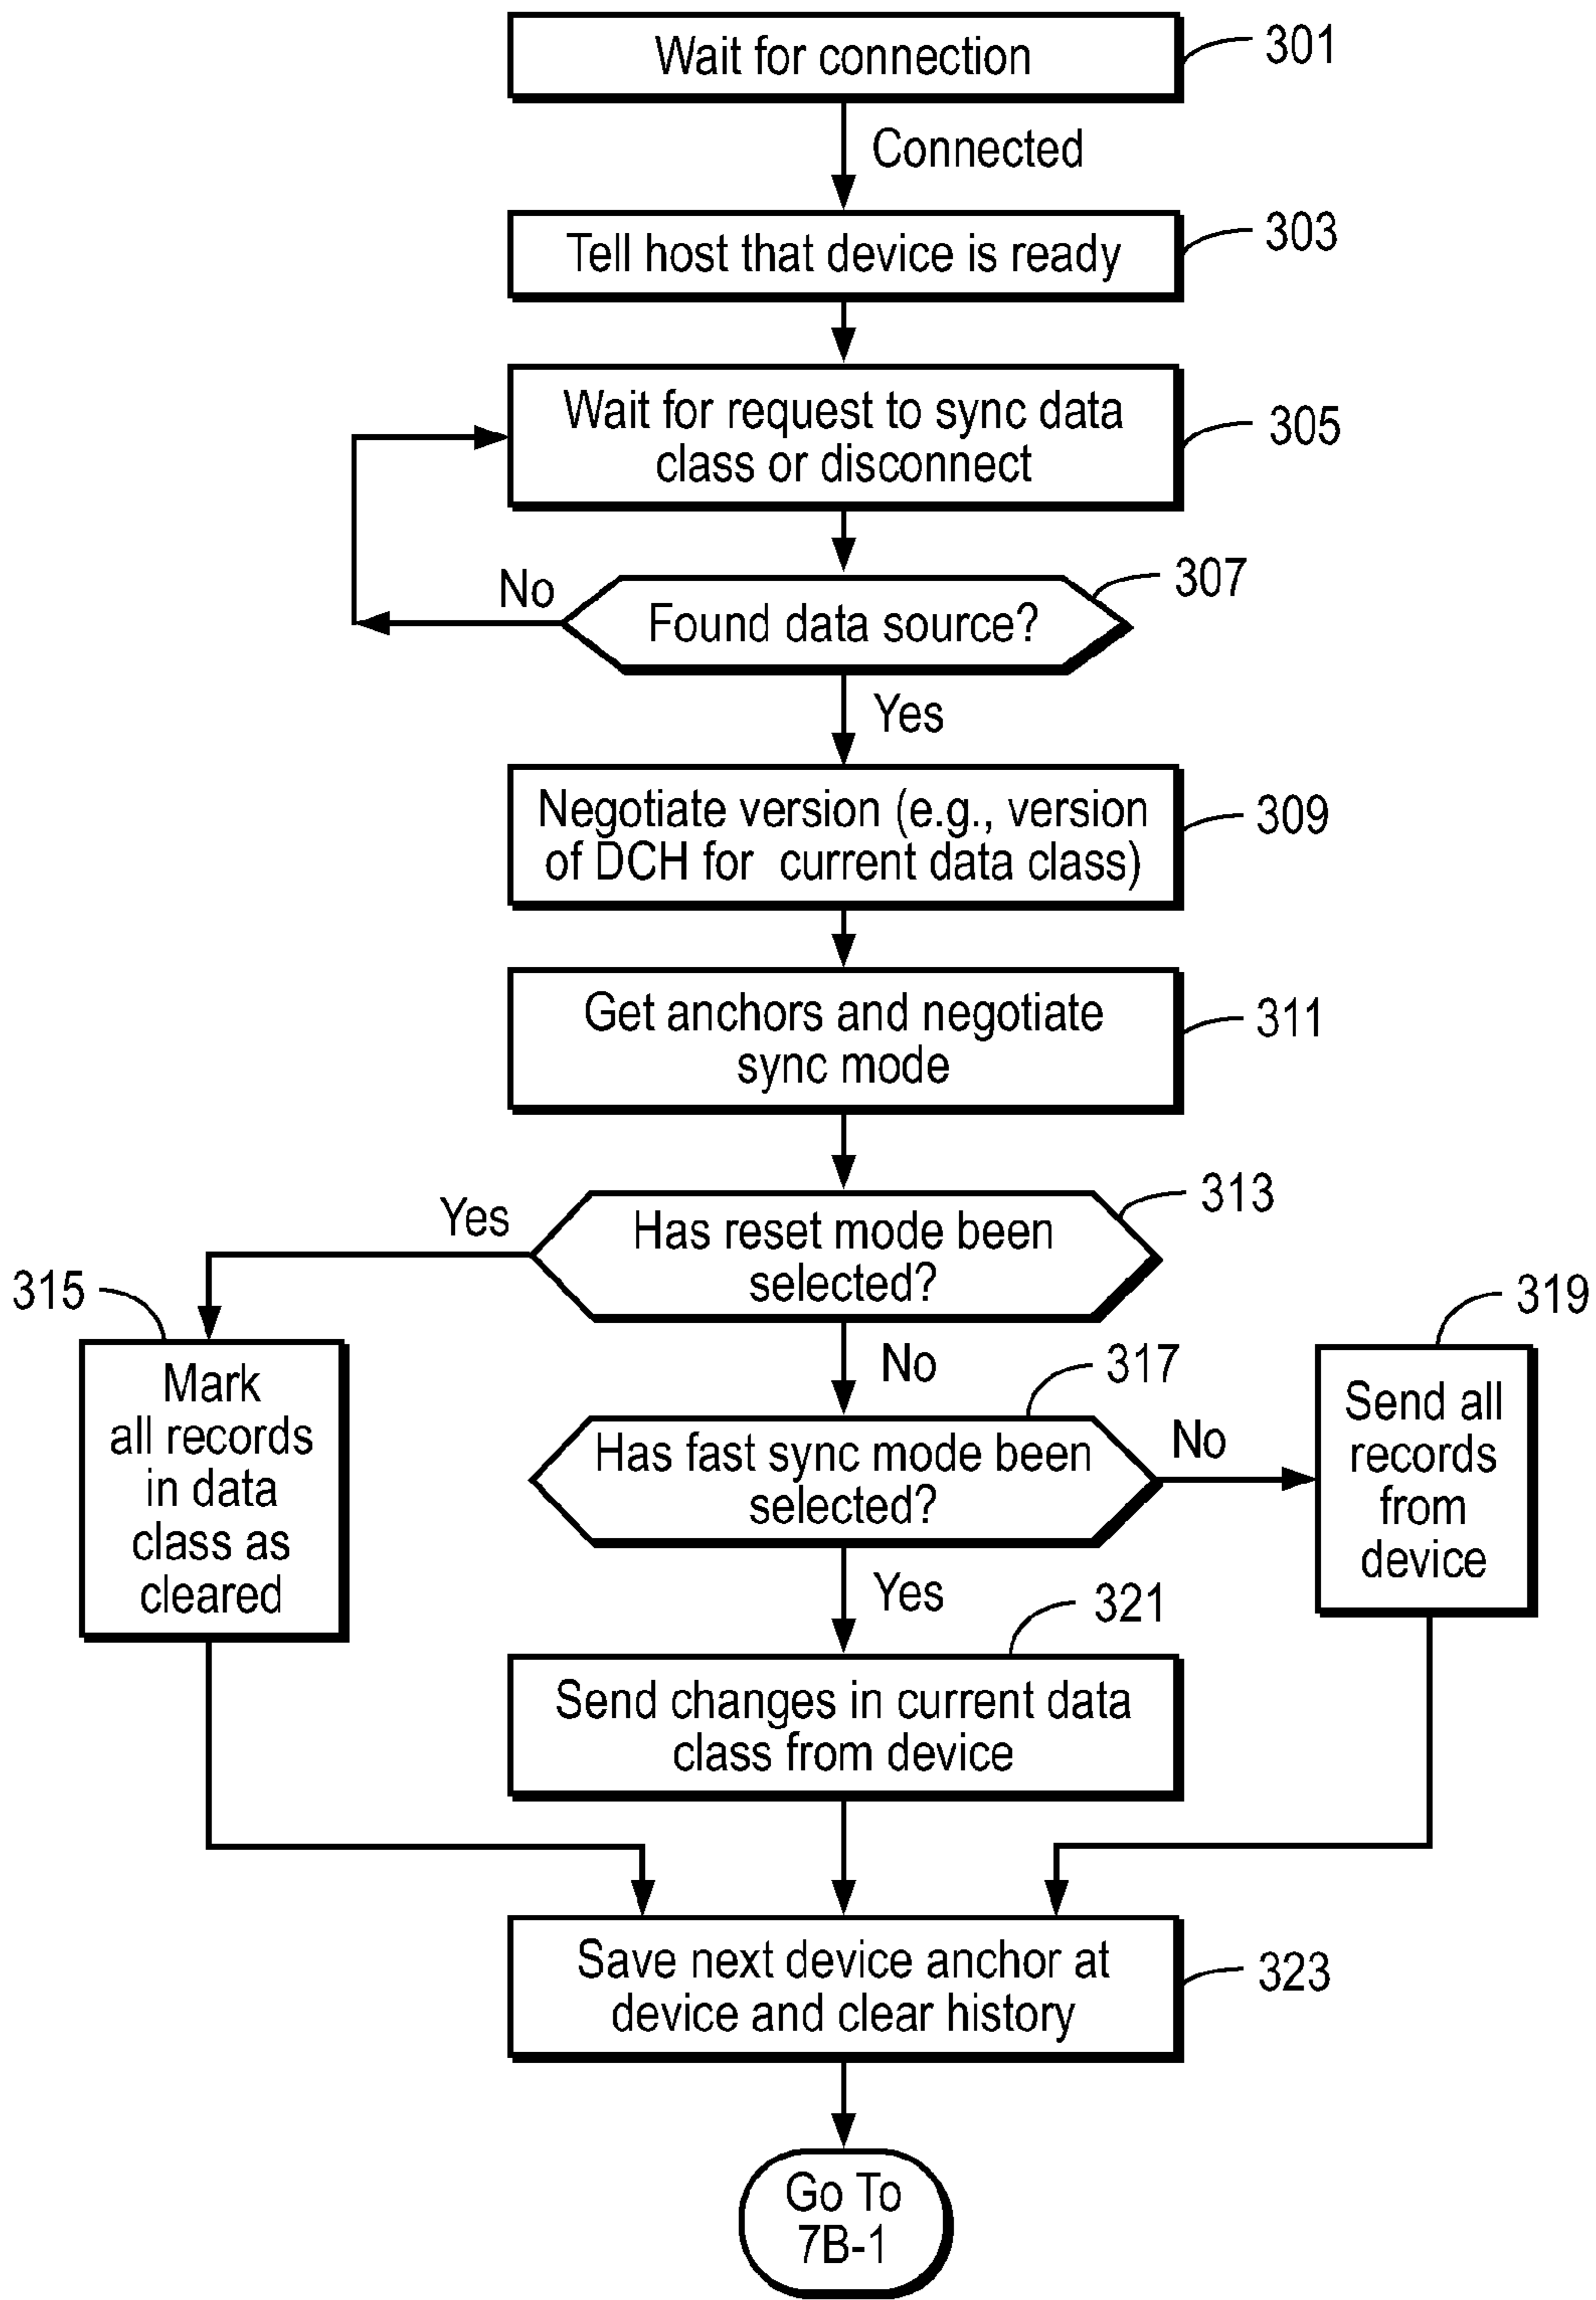 Wait for connection
301
Connected
Tell host that device is ready
303
Wait for request to sync data
class or disconnect
305
No
Found data source?
307
Yes
Negotiate version (e.g., version
of DCH for current data class)
309
Get anchors and negotiate
sync mode
311
Yes
Has reset mode been
selected?
313
315
Mark
all records
in data
class as
cleared
No
317
Has fast sync mode been
selected?
No
319
Send all
records
from
device
Yes
321
Send changes in current data
class from device
Save next device anchor at
device and clear history
323
Go To
7B-1